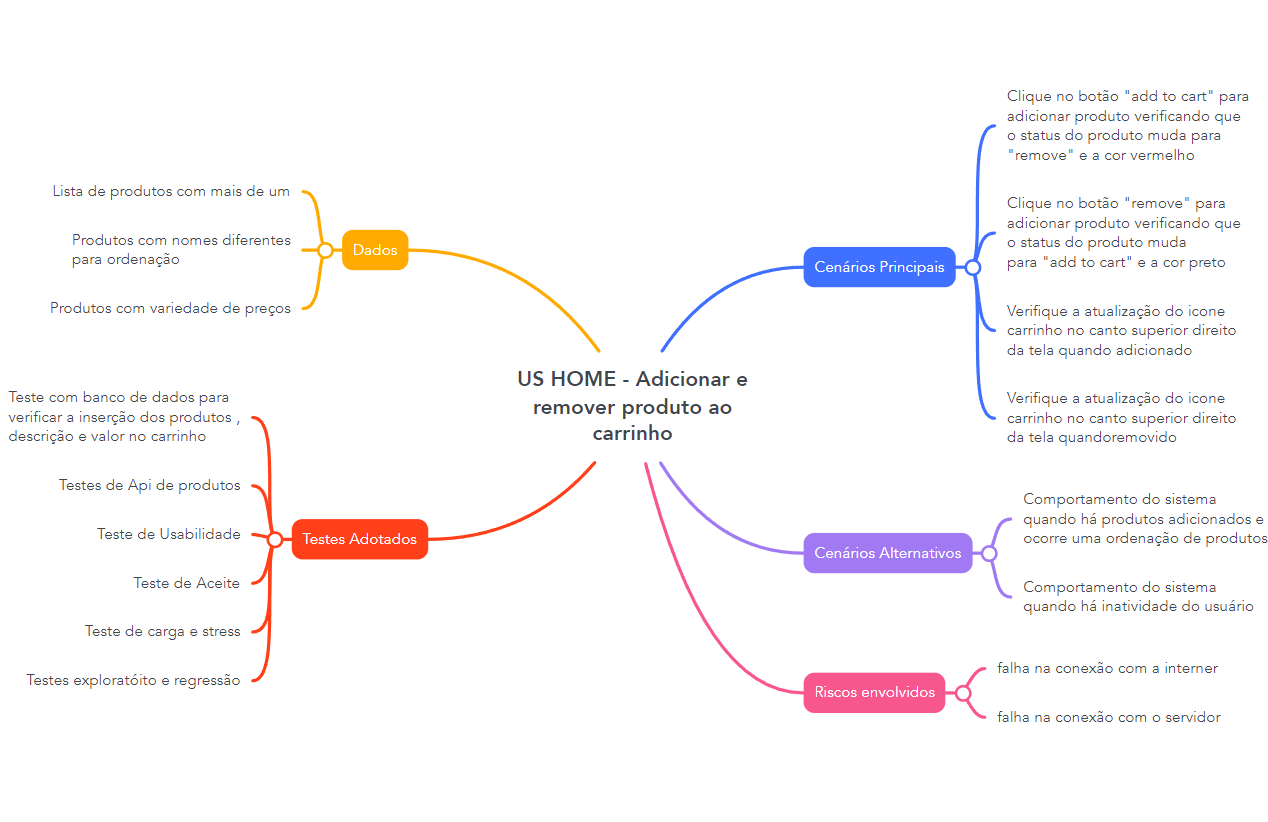 US HOME - Adicionar e
remover produto ao
carrinho
Cenários Principais
Clique no botão "add to cart" para
adicionar produto verificando que
o status do produto muda para
"remove" e a cor vermelho
Clique no botão "remove" para
adicionar produto verificando que
o status do produto muda
para "add to cart" e a cor preto
Verifique a atualização do icone
carrinho no canto superior direito
da tela quando adicionado
Verifique a atualização do icone
carrinho no canto superior direito
da tela quandoremovido
Cenários Alternativos
Comportamento do sistema
quando há produtos adicionados e
ocorre uma ordenação de produtos
Comportamento do sistema
quando há inatividade do usuário
Riscos envolvidos
falha na conexão com a interner
falha na conexão com o servidor
Dados
Lista de produtos com mais de um
Produtos com nomes diferentes
para ordenação
Produtos com variedade de preços
Testes Adotados
Teste com banco de dados para
verificar a inserção dos produtos ,
descrição e valor no carrinho
Testes de Api de produtos
Teste de Usabilidade
Teste de Aceite
Teste de carga e stress
Testes exploratóito e regressão